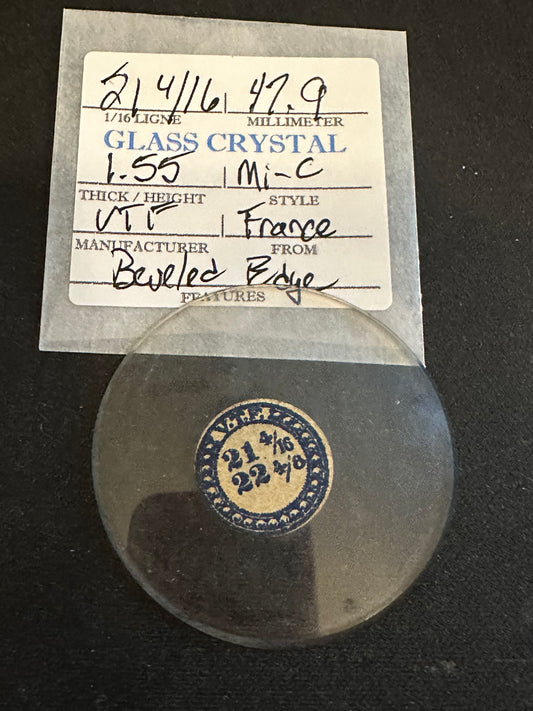 21 4/16 47.9
1/16 LIGNE MILLIMETER
GLASS CRYSTAL
1.55 Mi-C
THICK / HEIGHT STYLE
VTF France
MANUFACTURER FROM
Beveled Edge
FEATURES
V.T.F.
21 4/16
22 4/8